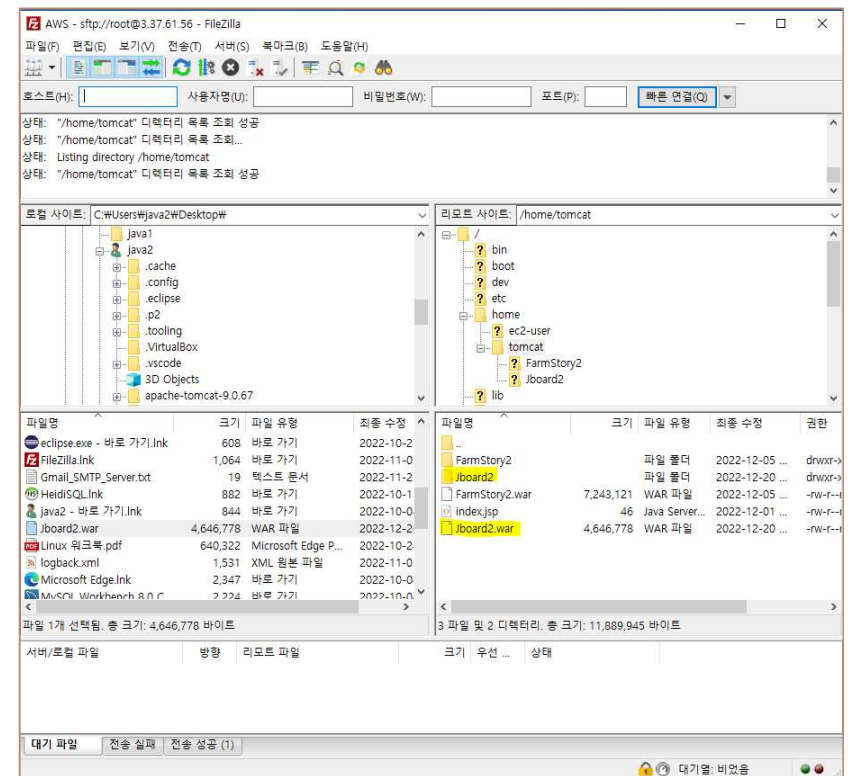 AWS - sftp://root@3.37.61.56 - FileZilla
파일(F) 편집(E) 보기(V) 전송(T) 서버(S) 북마크(B) 도움말(H)
호스트(H): 사용자명(U): 비밀번호(W): 포트(P): 빠른 연결(Q)
상태: "/home/tomcat" 디렉터리 목록 조회 성공
상태: "/home/tomcat" 디렉터리 목록 조회...
상태: Listing directory /home/tomcat
상태: "/home/tomcat" 디렉터리 목록 조회 성공
로컬 사이트: C:₩Users₩java2₩Desktop₩
java1
java2
.cache
.config
.eclipse
.p2
.tooling
.VirtualBox
.vscode
3D Objects
apache-tomcat-9.0.67
리모트 사이트: /home/tomcat
/
bin
boot
dev
etc
home
ec2-user
tomcat
FarmStory2
Jboard2
lib
파일명 크기 파일 유형 최종 수정
eclipse.exe - 바로 가기.lnk 608 바로 가기 2022-10-2
FileZilla.lnk 1,064 바로 가기 2022-11-0
Gmail_SMTP_Server.txt 19 텍스트 문서 2022-11-2
HeidiSQL.lnk 882 바로 가기 2022-10-1
java2 - 바로 가기.lnk 844 바로 가기 2022-10-0
Jboard2.war 4,646,778 WAR 파일 2022-12-2
Linux 워크북.pdf 640,322 Microsoft Edge P... 2022-10-2
logback.xml 1,531 XML 원본 파일 2022-11-0
Microsoft Edge.lnk 2,347 바로 가기 2022-10-0
MySQL Workbench 8.0 C 2,224 바로 가기 2022-10-0
파일 1개 선택됨. 총 크기: 4,646,778 바이트
파일명 크기 파일 유형 최종 수정 권한
..
FarmStory2 파일 폴더 2022-12-05 ... drwxr-x
Jboard2 파일 폴더 2022-12-20 ... drwxr-x
FarmStory2.war 7,243,121 WAR 파일 2022-12-05 ... -rw-r--r
index.jsp 46 Java Server... 2022-12-01 ... -rw-r--r
Jboard2.war 4,646,778 WAR 파일 2022-12-20 ... -rw-r--r
3 파일 및 2 디렉터리. 총 크기: 11,889,945 바이트
서버/로컬 파일 방향 리모트 파일 크기 우선 ... 상태
대기 파일 전송 실패 전송 성공 (1)
대기열: 비었음